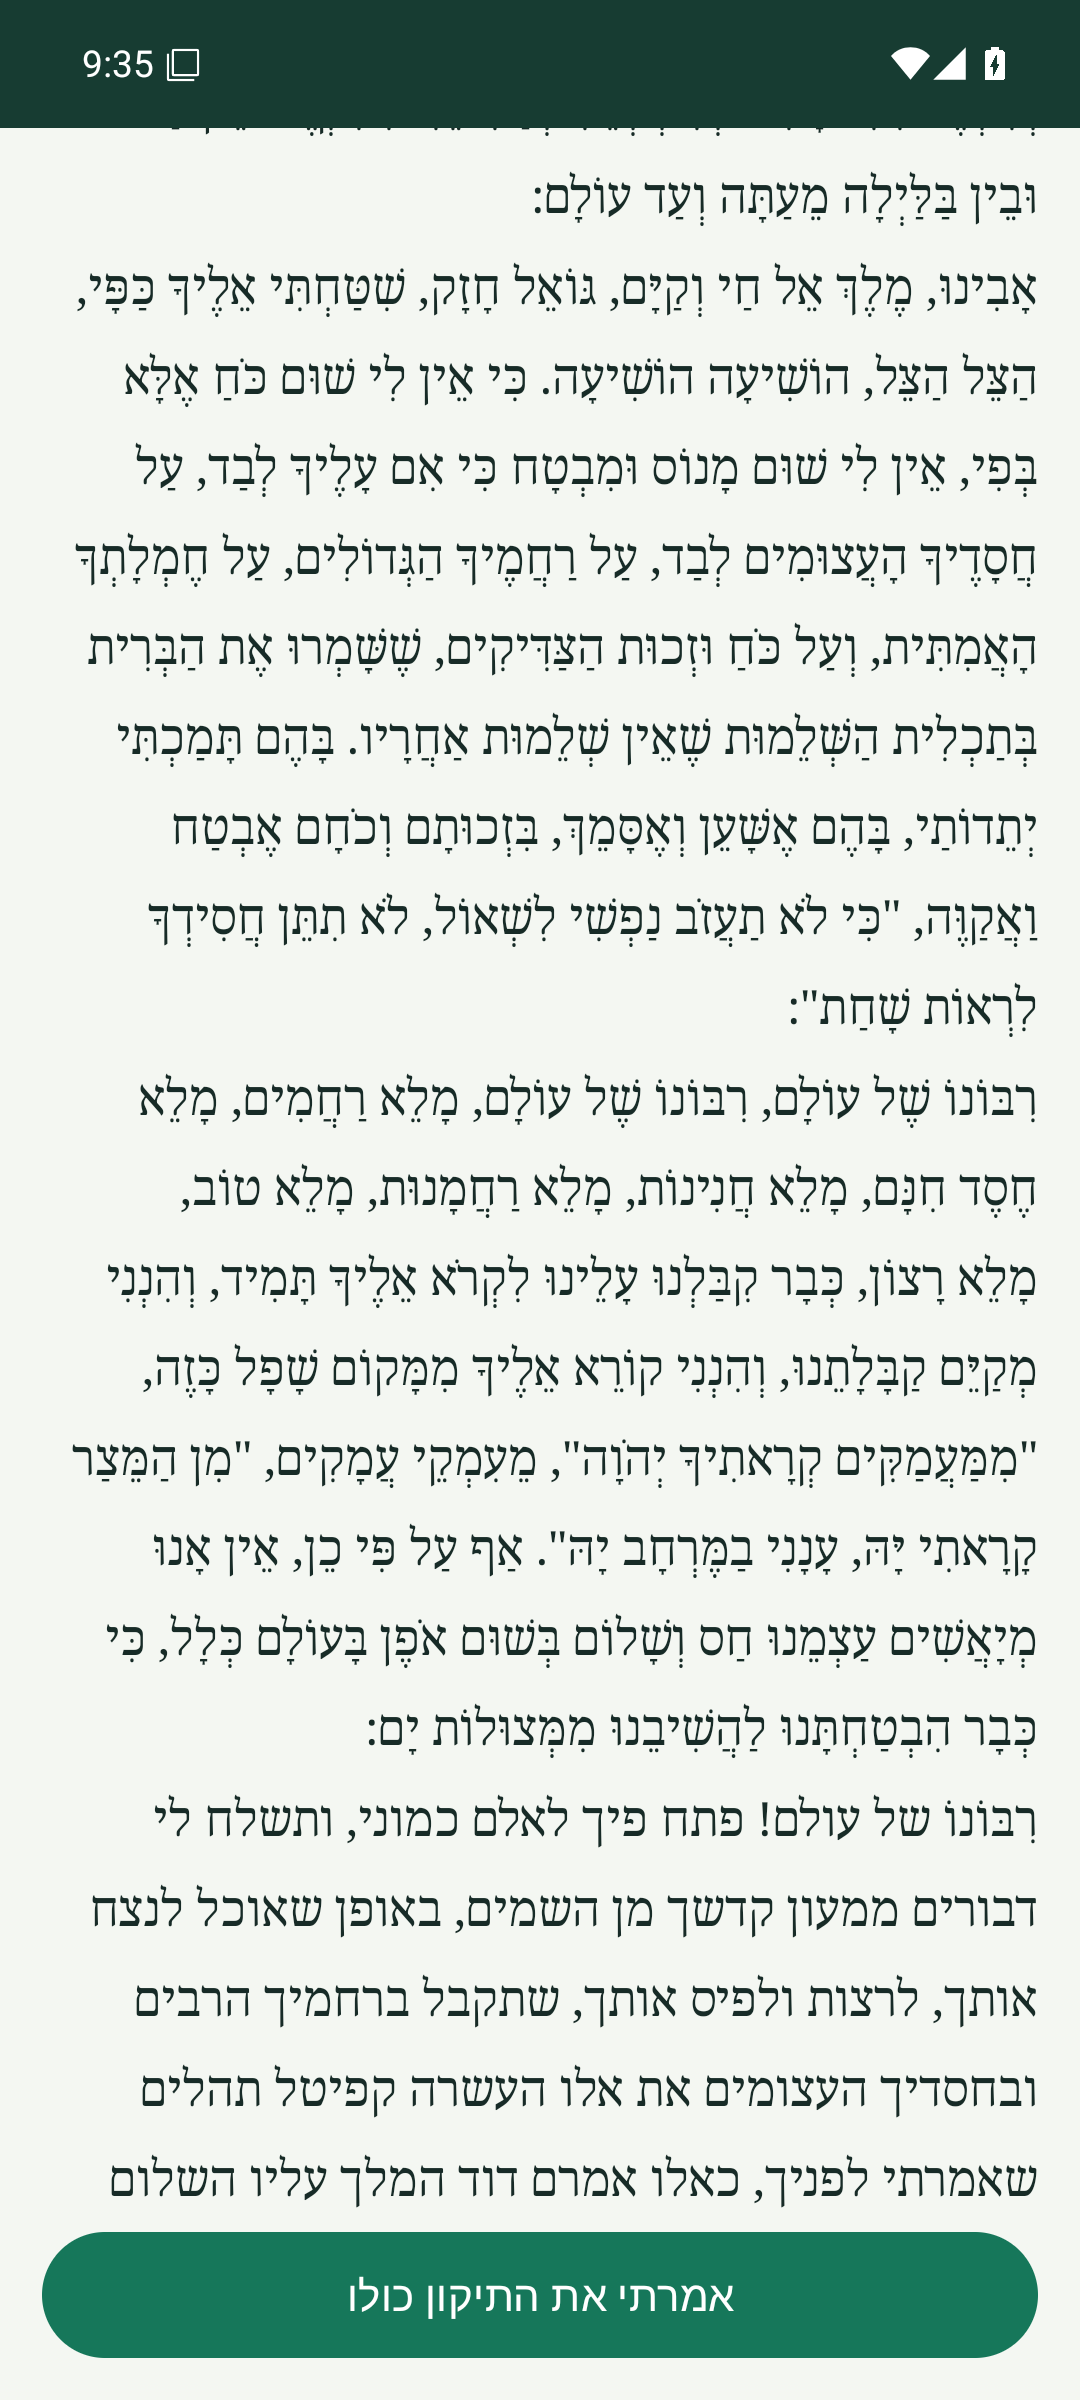 9:35
וּבֵין בַּלַּיְלָה מֵעַתָּה וְעַד עוֹלָם:
אָבִינוּ, מֶלֶךְ אֵל חַי וְקַיָּם, גּוֹאֵל חָזָק, שִׁטַּחְתִּי אֵלֶיךָ כַּפָּי,
הַצֵּל הַצֵּל, הוֹשִׁיעָה הוֹשִׁיעָה. כִּי אֵין לִי שׁוּם כֹּחַ אֶלָּא
בְּפִי, אֵין לִי שׁוּם מָנוֹס וּמִבְטָח כִּי אִם עָלֶיךָ לְבַד, עַל
חֲסָדֶיךָ הָעֲצוּמִים לְבַד, עַל רַחֲמֶיךָ הַגְּדוֹלִים, עַל חֶמְלָתְךָ
הָאֲמִתִּית, וְעַל כֹּחַ וּזְכוּת הַצַּדִּיקִים, שֶׁשָּׁמְרוּ אֶת הַבְּרִית
בְּתַכְלִית הַשְּׁלֵמוּת שֶׁאֵין שְׁלֵמוּת אַחֲרָיו. בָּהֶם תָּמַכְתִּי
יְתֵדוֹתַי, בָּהֶם אֶשָּׁעֵן וְאֶסָּמֵךְ, בִּזְכוּתָם וְכֹחָם אֶבְטַח
וַאֲקַוֶּה, "כִּי לֹא תַעֲזֹב נַפְשִׁי לִשְׁאוֹל, לֹא תִתֵּן חֲסִידְךָ
לִרְאוֹת שָׁחַת":
רִבּוֹנוֹ שֶׁל עוֹלָם, רִבּוֹנוֹ שֶׁל עוֹלָם, מָלֵא רַחֲמִים, מָלֵא
חֶסֶד חִנָּם, מָלֵא חֲנִינוֹת, מָלֵא רַחֲמָנוּת, מָלֵא טוֹב,
מָלֵא רָצוֹן, כְּבָר קִבַּלְנוּ עָלֵינוּ לִקְרֹא אֵלֶיךָ תָּמִיד, וְהִנְנִי
מְקַיֵּם קַבָּלָתֵנוּ, וְהִנְנִי קוֹרֵא אֵלֶיךָ מִמָּקוֹם שָׁפָל כָּזֶה,
"מִמַּעֲמַקִּים קְרָאתִיךָ יְהֹוָה", מֵעִמְקֵי עֲמָקִים, "מִן הַמֵּצַר
קָרָאתִי יָּהּ, עָנָנִי בַמֶּרְחָב יָהּ". אַף עַל פִּי כֵן, אֵין אָנוּ
מְיָאֲשִׁים עַצְמֵנוּ חַס וְשָׁלוֹם בְּשׁוּם אֹפֶן בָּעוֹלָם כְּלָל, כִּי
כְּבָר הִבְטַחְתָּנוּ לַהֲשִׁיבֵנוּ מִמְּצוּלוֹת יָם:
רִבּוֹנוֹ של עולם! פתח פיך לאלם כמוני, ותשלח לי
דבורים ממעון קדשך מן השמים, באופן שאוכל לנצח
אותך, לרצות ולפיס אותך, שתקבל ברחמיך הרבים
ובחסדיך העצומים את אלו העשרה קפיטל תהלים
שאמרתי לפניך, כאלו אמרם דוד המלך עליו השלום
אמרתי את התיקון כולו